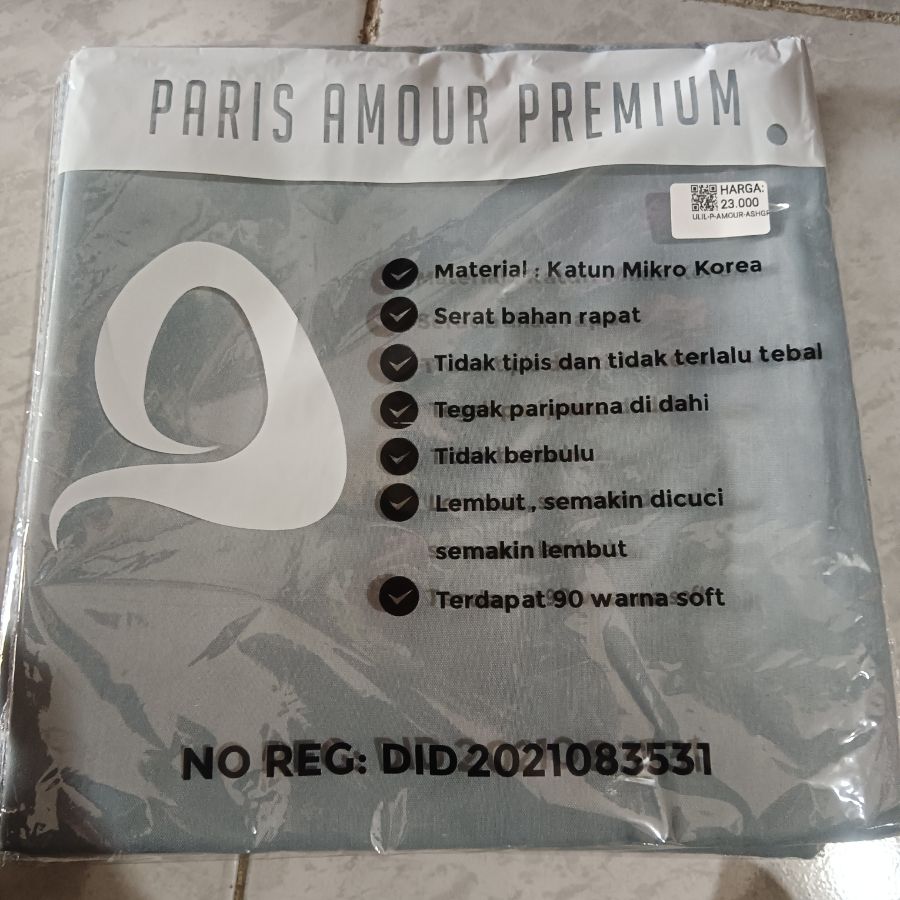 PARIS AMOUR PREMIUM
HARGA:
23.000
ULIL-P-AMOUR-ASHGR
Material : Katun Mikro Korea
Serat bahan rapat
Tidak tipis dan tidak terlalu tebal
Tegak paripurna di dahi
Tidak berbulu
Lembut, semakin dicuci
semakin lembut
Terdapat 90 warna soft
NO REG: DID2021083531